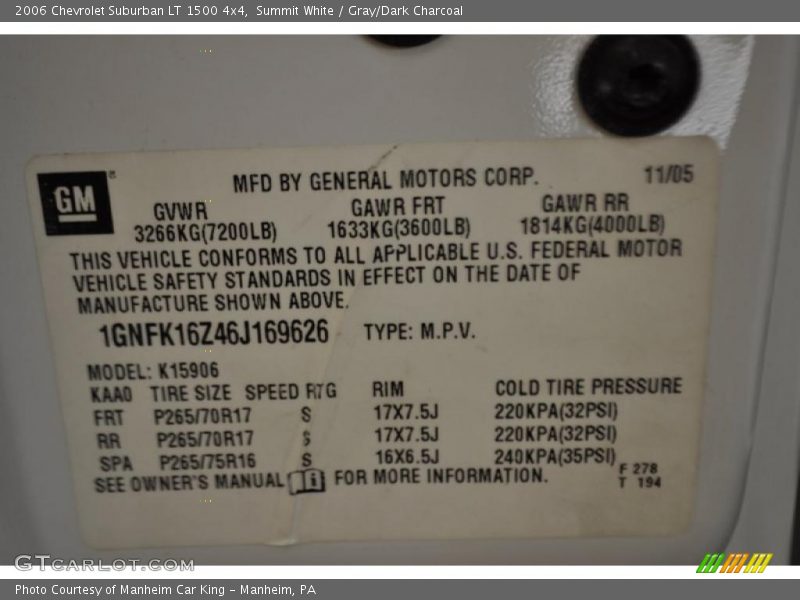 2006 Chevrolet Suburban LT 1500 4x4, Summit White / Gray/Dark Charcoal
GM®
MFD BY GENERAL MOTORS CORP. 11/05
GVWR GAWR FRT GAWR RR
3266KG(7200LB) 1633KG(3600LB) 1814KG(4000LB)
THIS VEHICLE CONFORMS TO ALL APPLICABLE U.S. FEDERAL MOTOR
VEHICLE SAFETY STANDARDS IN EFFECT ON THE DATE OF
MANUFACTURE SHOWN ABOVE.
1GNFK16Z46J169626 TYPE: M.P.V.
MODEL: K15906
KAA0 TIRE SIZE SPEED RTG RIM COLD TIRE PRESSURE
FRT P265/70R17 S 17X7.5J 220KPA(32PSI)
RR P265/70R17 S 17X7.5J 220KPA(32PSI)
SPA P265/75R16 S 16X6.5J 240KPA(35PSI)
SEE OWNER'S MANUAL i FOR MORE INFORMATION.
F 278
T 194
GTCARLOT.COM
Photo Courtesy of Manheim Car King - Manheim, PA